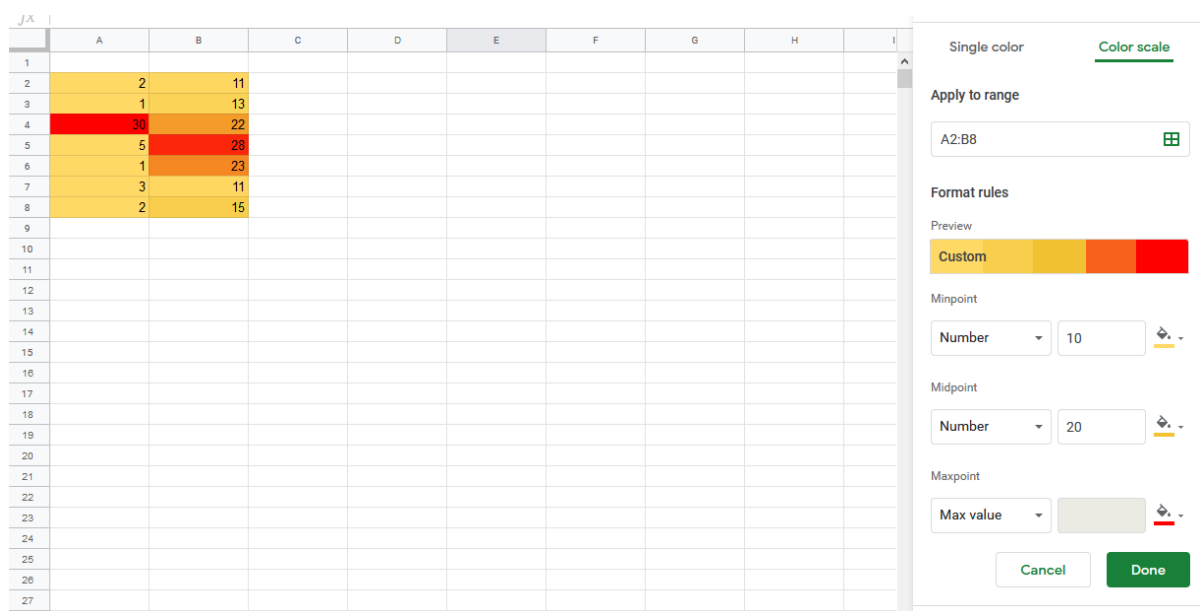 fx
A B C D E F G H I
Single color Color scale
1
2 2 11
3 1 13
4 30 22
5 5 28
6 1 23
7 3 11
8 2 15
9
10
11
12
13
14
15
16
17
18
19
20
21
22
23
24
25
26
27
Apply to range
A2:B8
Format rules
Preview
Custom
Minpoint
Number 10
Midpoint
Number 20
Maxpoint
Max value
Cancel Done